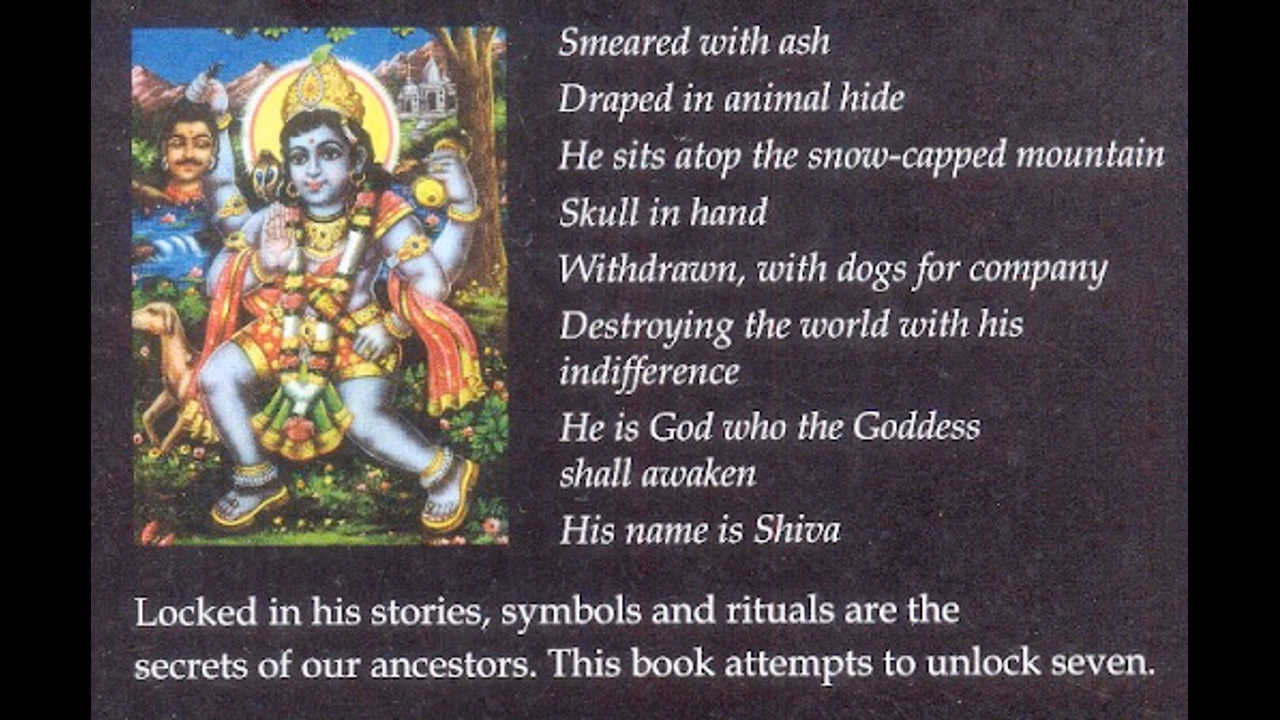 Smeared with ash
Draped in animal hide
He sits atop the snow-capped mountain
Skull in hand
Withdrawn, with dogs for company
Destroying the world with his
indifference
He is God who the Goddess
shall awaken
His name is Shiva
Locked in his stories, symbols and rituals are the
secrets of our ancestors. This book attempts to unlock seven.